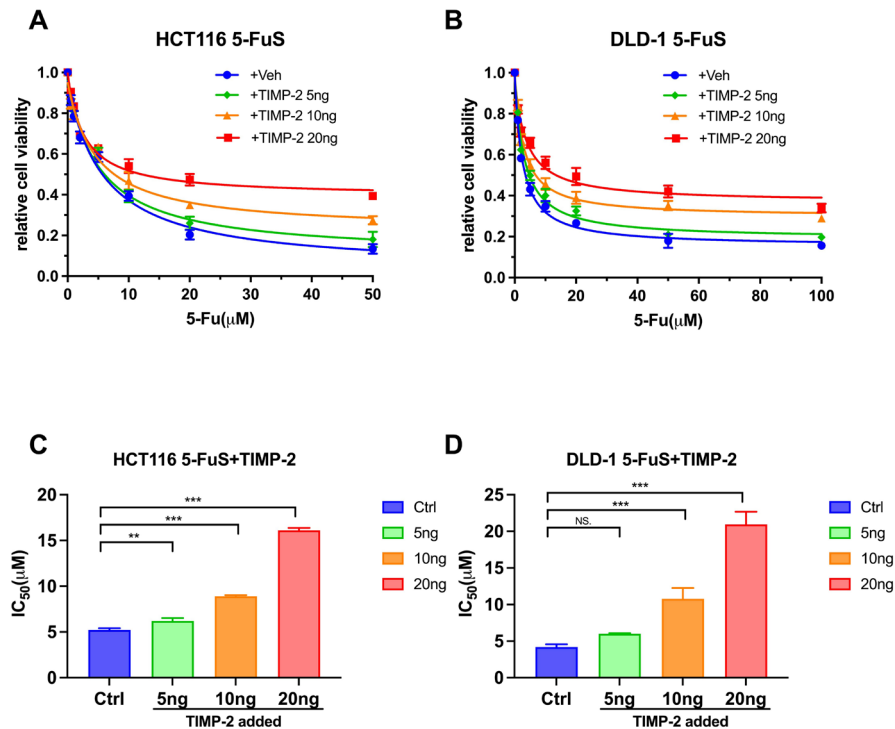 A
HCT116 5-FuS
relative cell viability
1.0
0.8
0.6
0.4
0.2
0.0
0
10
20
30
40
50
5-Fu(μM)
+Veh
+TIMP-2 5ng
+TIMP-2 10ng
+TIMP-2 20ng
B
DLD-1 5-FuS
relative cell viability
1.0
0.8
0.6
0.4
0.2
0.0
0
20
40
60
80
100
5-Fu(μM)
+Veh
+TIMP-2 5ng
+TIMP-2 10ng
+TIMP-2 20ng
C
HCT116 5-FuS+TIMP-2
IC50(μM)
20
15
10
5
0
***
***
**
Ctrl
5ng
10ng
20ng
TIMP-2 added
Ctrl
5ng
10ng
20ng
D
DLD-1 5-FuS+TIMP-2
IC50(μM)
25
20
15
10
5
0
***
***
NS.
Ctrl
5ng
10ng
20ng
TIMP-2 added
Ctrl
5ng
10ng
20ng